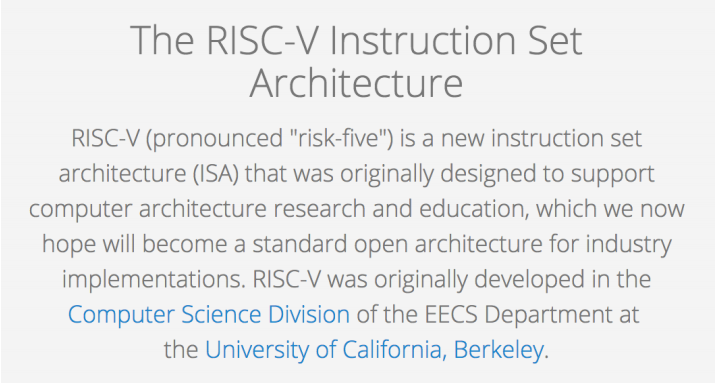 The RISC-V Instruction Set
Architecture
RISC-V (pronounced "risk-five") is a new instruction set
architecture (ISA) that was originally designed to support
computer architecture research and education, which we now
hope will become a standard open architecture for industry
implementations. RISC-V was originally developed in the
Computer Science Division of the EECS Department at
the University of California, Berkeley.